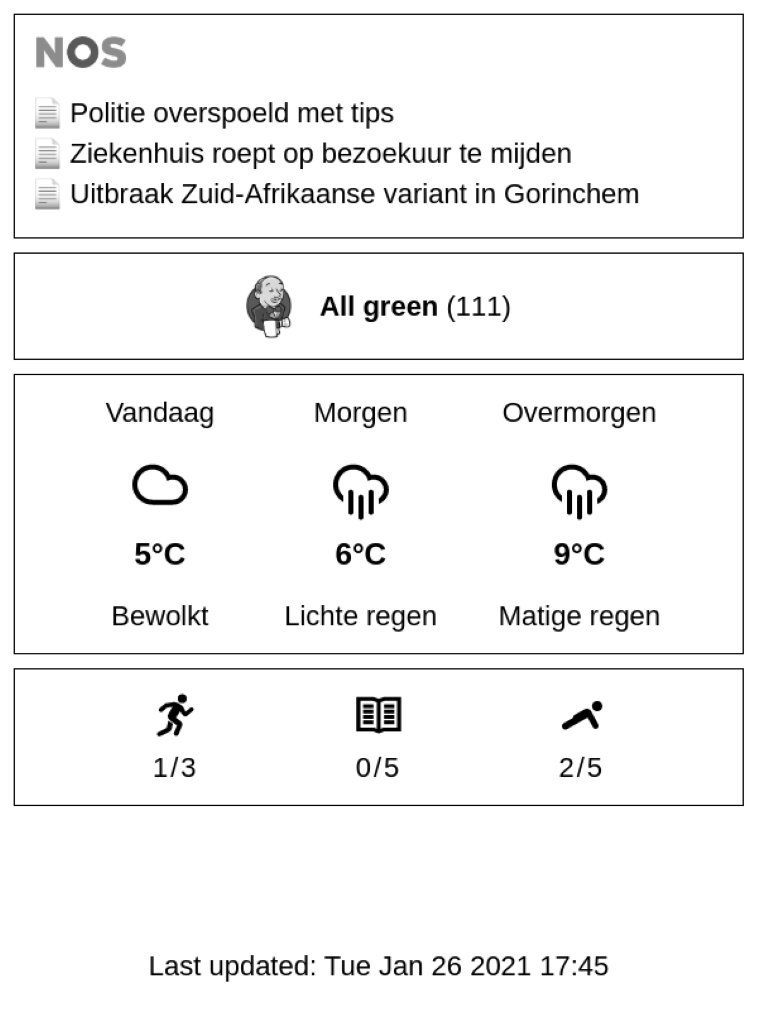 NOS
Politie overspoeld met tips
Ziekenhuis roept op bezoekuur te mijden
Uitbraak Zuid-Afrikaanse variant in Gorinchem
All green (111)
Vandaag Morgen Overmorgen
5°C 6°C 9°C
Bewolkt Lichte regen Matige regen
1/3 0/5 2/5
Last updated: Tue Jan 26 2021 17:45